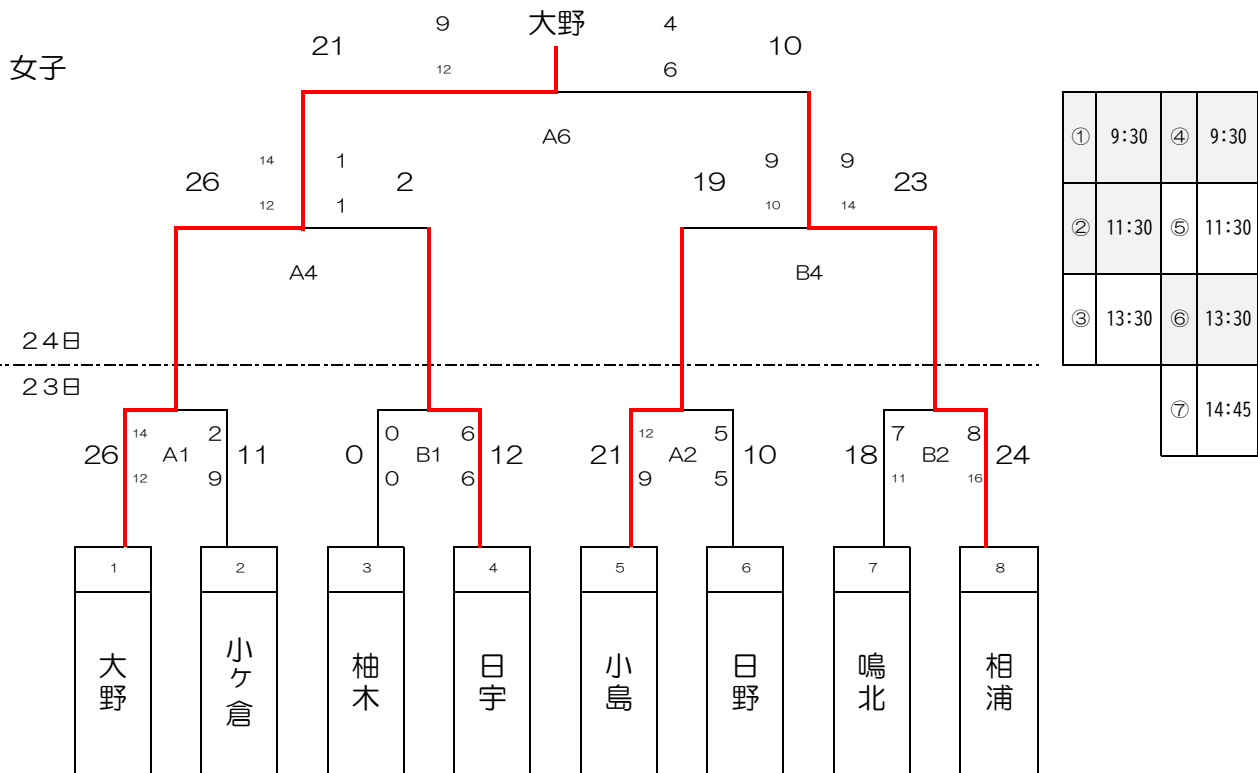 9 大野 4
21 10
女子
12 6
① 9:30 ④ 9:30
A6
14 1 9 9
26 2 19 23
12 1 10 14
② 11:30 ⑤ 11:30
A4 B4
③ 13:30 ⑥ 13:30
24日
23日
⑦ 14:45
14 2 0 6 12 5 7 8
26 A1 11 0 B1 12 21 A2 10 18 B2 24
12 9 0 6 9 5 11 16
1 2 3 4 5 6 7 8
大野
小ヶ倉
柚木
日宇
小島
日野
鳴北
相浦